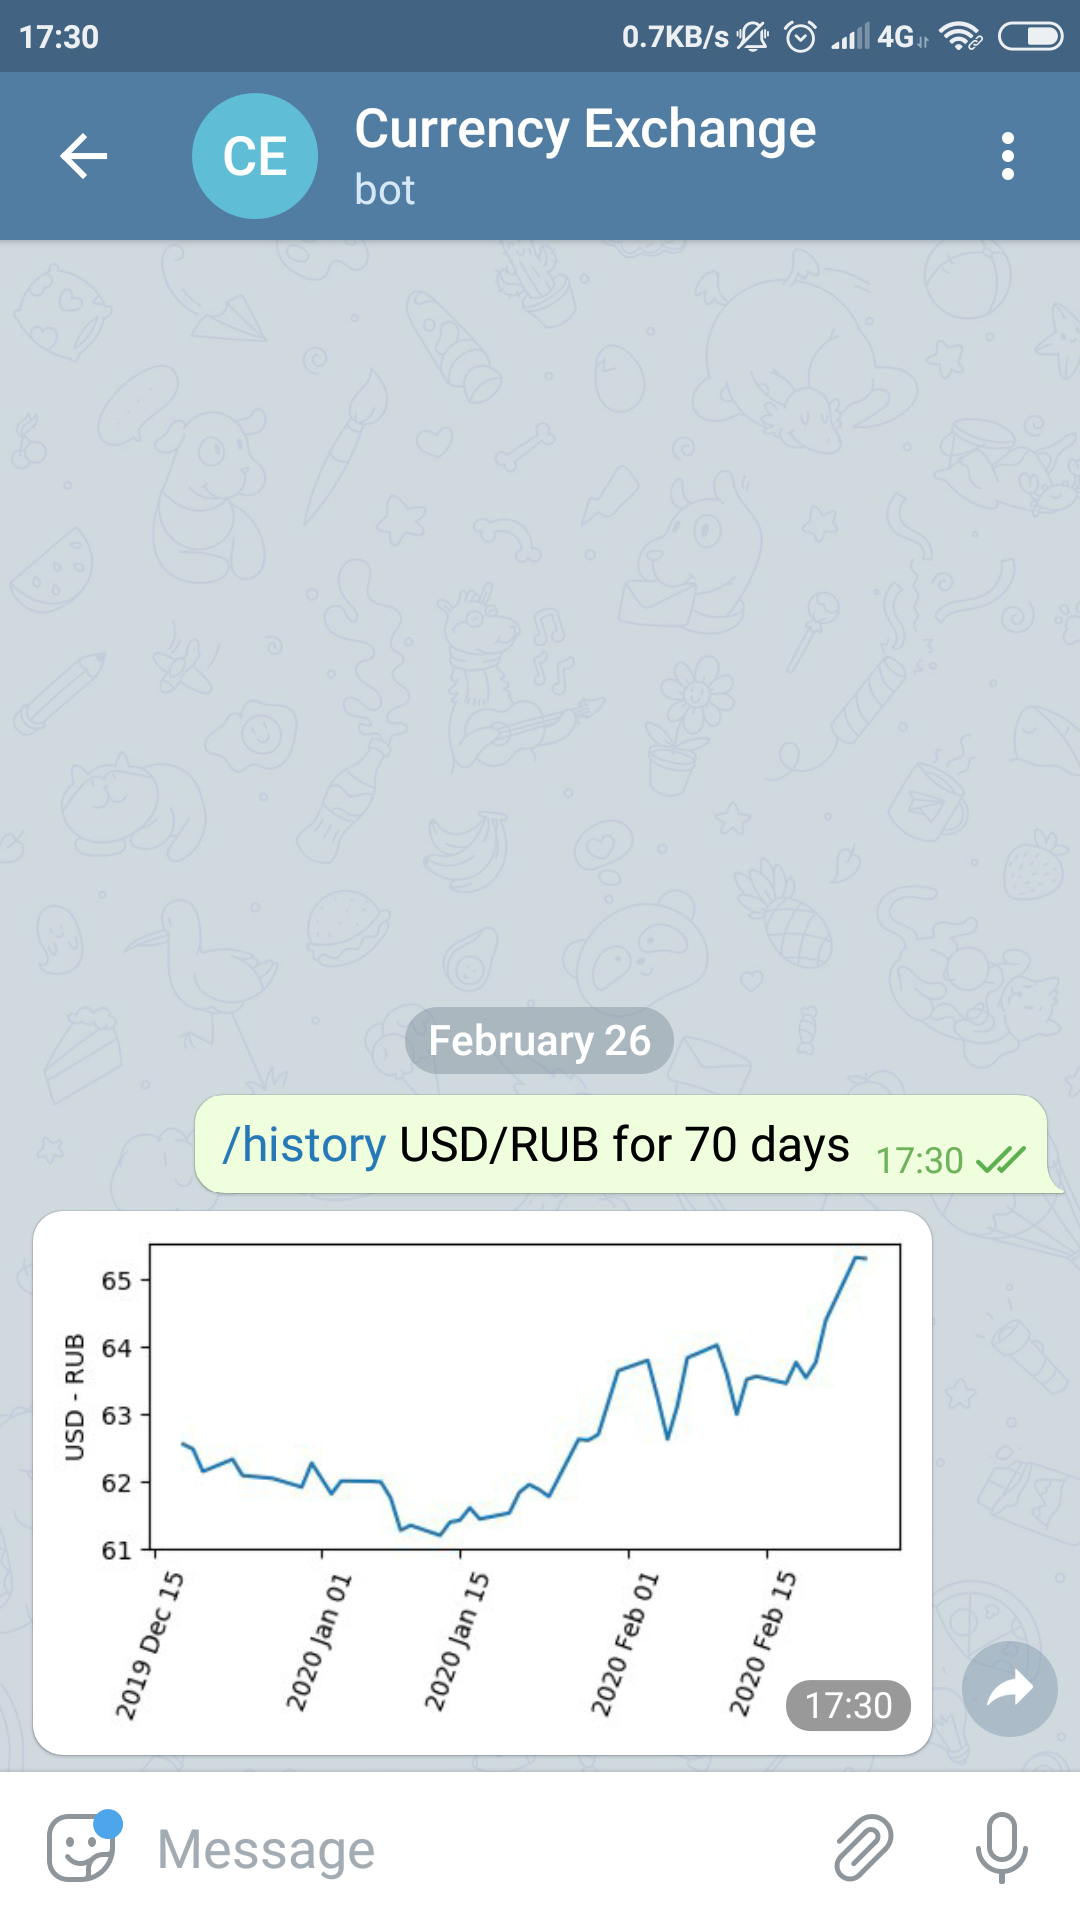 17:30
0.7KB/s 4G
CE
Currency Exchange
bot
February 26
/history USD/RUB for 70 days 17:30
65
64
63
62
61
USD - RUB
2019 Dec 15
2020 Jan 01
2020 Jan 15
2020 Feb 01
2020 Feb 15
17:30
Message